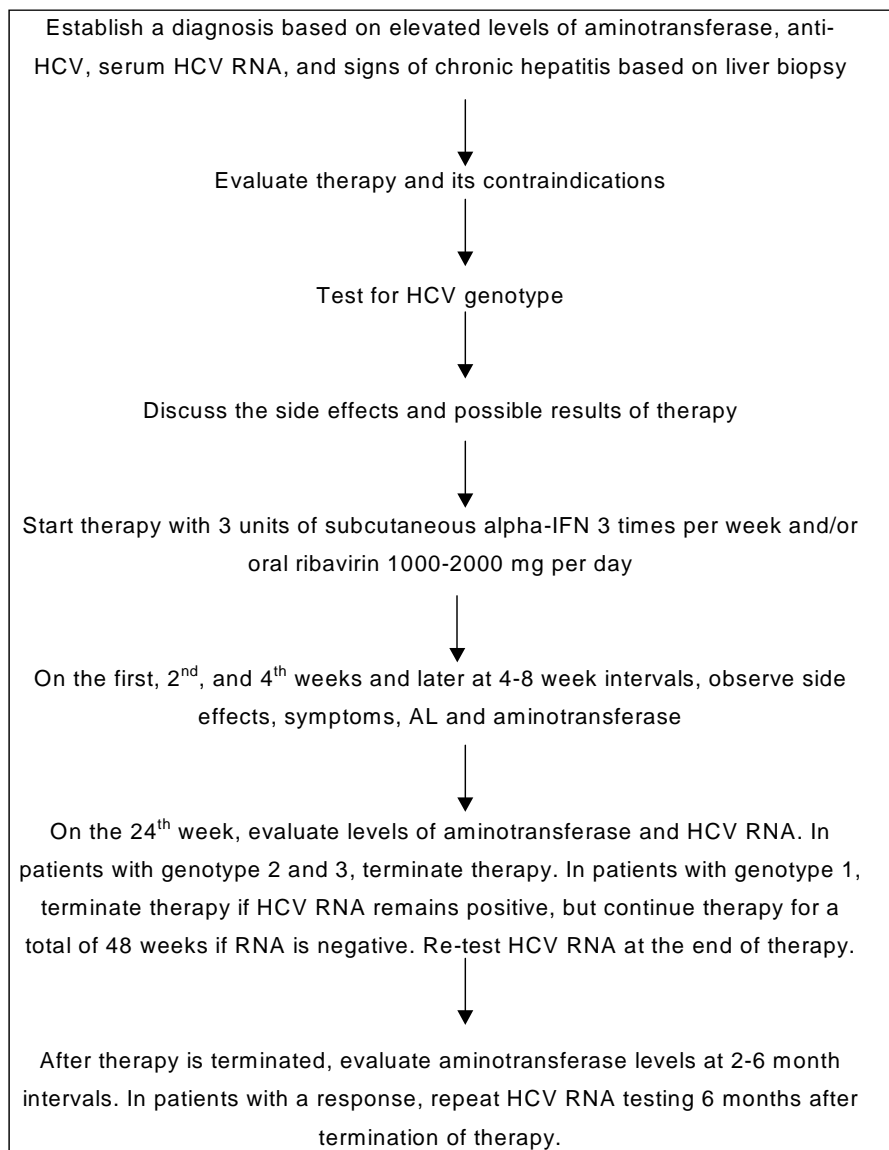 Establish a diagnosis based on elevated levels of aminotransferase, anti-
HCV, serum HCV RNA, and signs of chronic hepatitis based on liver biopsy
Evaluate therapy and its contraindications
Test for HCV genotype
Discuss the side effects and possible results of therapy
Start therapy with 3 units of subcutaneous alpha-IFN 3 times per week and/or
oral ribavirin 1000-2000 mg per day
On the first, 2nd, and 4th weeks and later at 4-8 week intervals, observe side
effects, symptoms, AL and aminotransferase
On the 24th week, evaluate levels of aminotransferase and HCV RNA. In
patients with genotype 2 and 3, terminate therapy. In patients with genotype 1,
terminate therapy if HCV RNA remains positive, but continue therapy for a
total of 48 weeks if RNA is negative. Re-test HCV RNA at the end of therapy.
After therapy is terminated, evaluate aminotransferase levels at 2-6 month
intervals. In patients with a response, repeat HCV RNA testing 6 months after
termination of therapy.